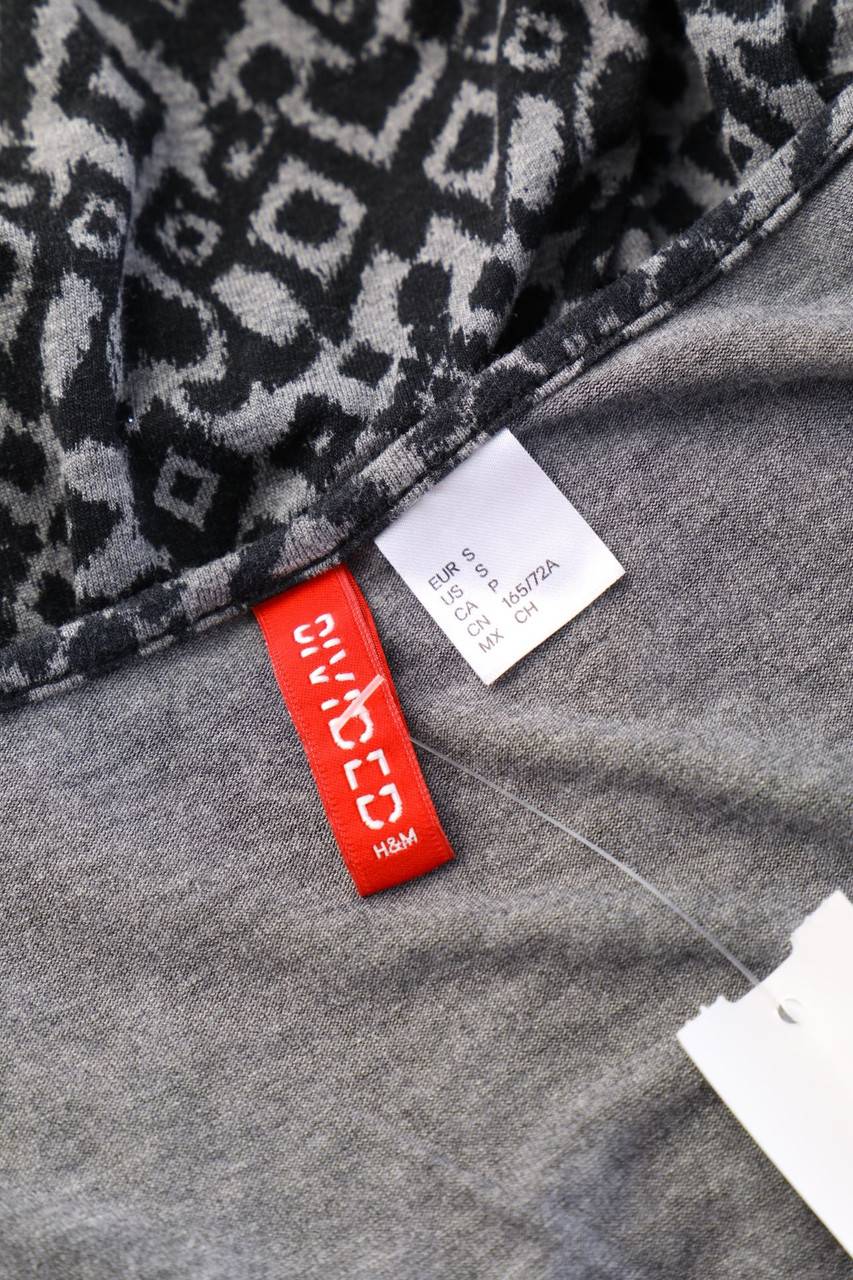 EUR S
US S
CA P
CN 165/72A
MX CH
DIVIDED
H&M